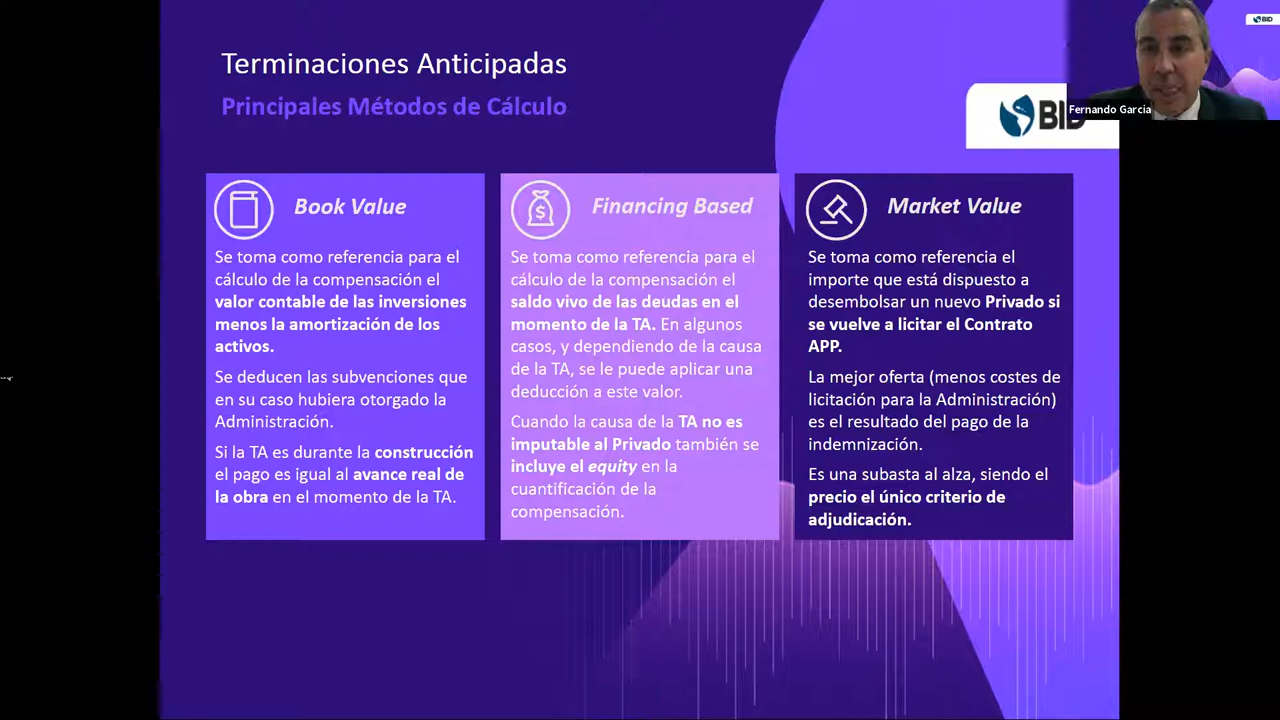 Terminaciones Anticipadas
Principales Métodos de Cálculo
BID
BID
Fernando Garcia
Book Value
Se toma como referencia para el
cálculo de la compensación el
valor contable de las inversiones
menos la amortización de los
activos.
Se deducen las subvenciones que
en su caso hubiera otorgado la
Administración.
Si la TA es durante la construcción
el pago es igual al avance real de
la obra en el momento de la TA.
Financing Based
$
Se toma como referencia para el
cálculo de la compensación el
saldo vivo de las deudas en el
momento de la TA. En algunos
casos, y dependiendo de la causa
de la TA, se le puede aplicar una
deducción a este valor.
Cuando la causa de la TA no es
imputable al Privado también se
incluye el equity en la
cuantificación de la
compensación.
Market Value
Se toma como referencia el
importe que está dispuesto a
desembolsar un nuevo Privado si
se vuelve a licitar el Contrato
APP.
La mejor oferta (menos costes de
licitación para la Administración)
es el resultado del pago de la
indemnización.
Es una subasta al alza, siendo el
precio el único criterio de
adjudicación.